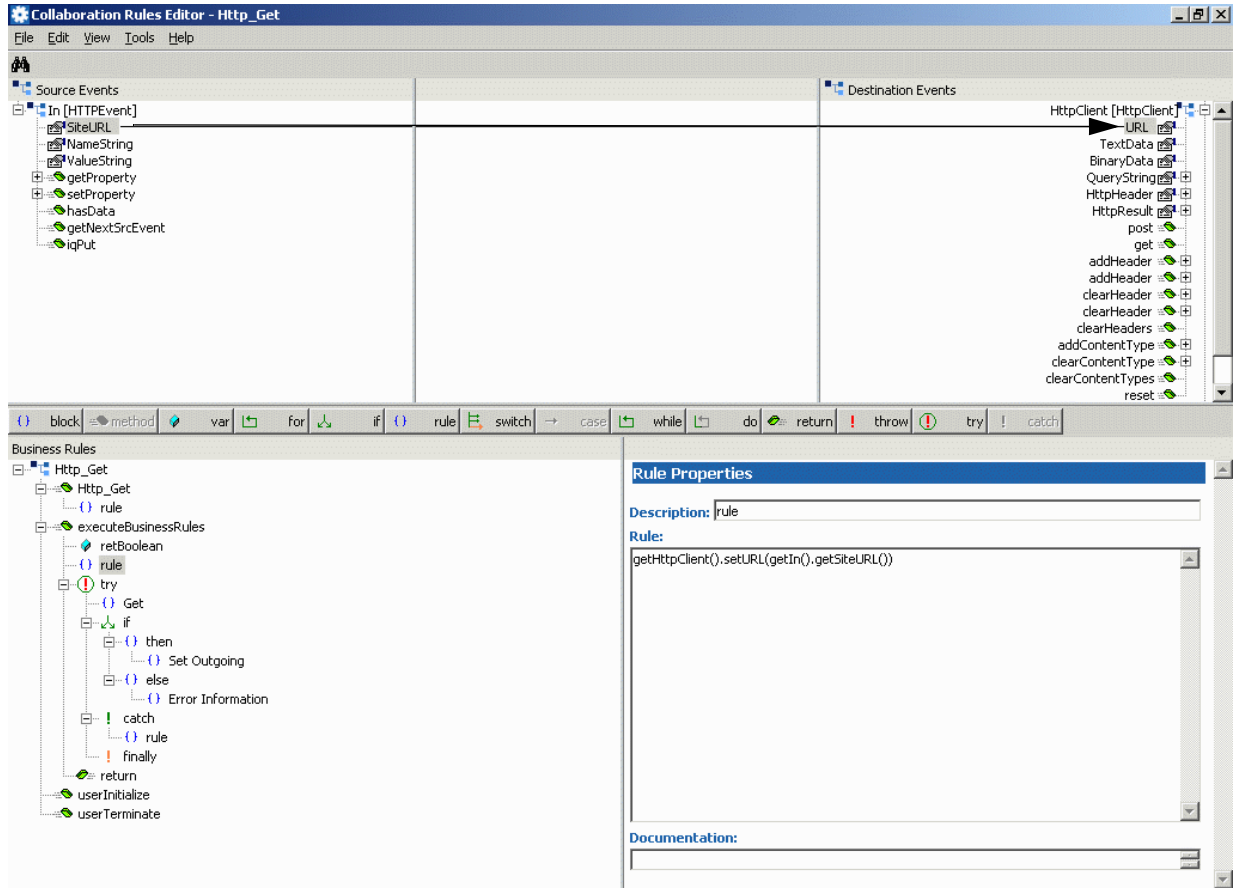 Collaboration Rules Editor - Http_Get
File Edit View Tools Help
Source Events
Destination Events
In [HTTPEvent]
SiteURL
NameString
ValueString
getProperty
setProperty
hasData
getNextSrcEvent
iqPut
HttpClient [HttpClient]
URL
TextData
BinaryData
QueryString
HttpHeader
HttpResult
post
get
addHeader
addHeader
clearHeader
clearHeader
clearHeaders
addContentType
clearContentType
clearContentTypes
reset
block method var for if rule switch case while do return throw try catch
Business Rules
Http_Get
Http_Get
rule
executeBusinessRules
retBoolean
rule
try
Get
if
then
Set Outgoing
else
Error Information
catch
rule
finally
return
userInitialize
userTerminate
Rule Properties
Description: rule
Rule:
getHttpClient().setURL(getIn().getSiteURL())
Documentation: